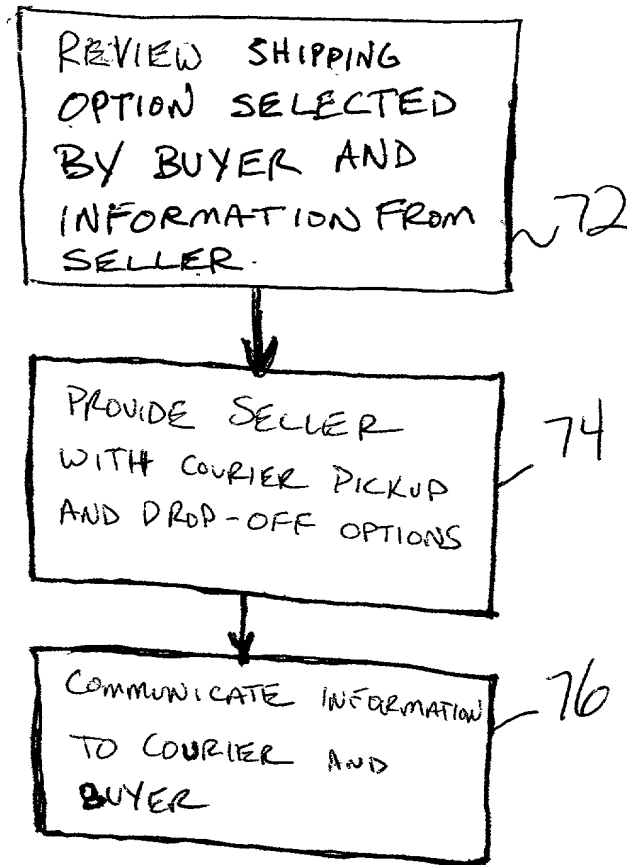 REVIEW SHIPPING
OPTION SELECTED
BY BUYER AND
INFORMATION FROM
SELLER.
72
PROVIDE SELLER
WITH COURIER PICKUP
AND DROP-OFF OPTIONS
74
COMMUNICATE INFORMATION
TO COURIER AND
BUYER
76